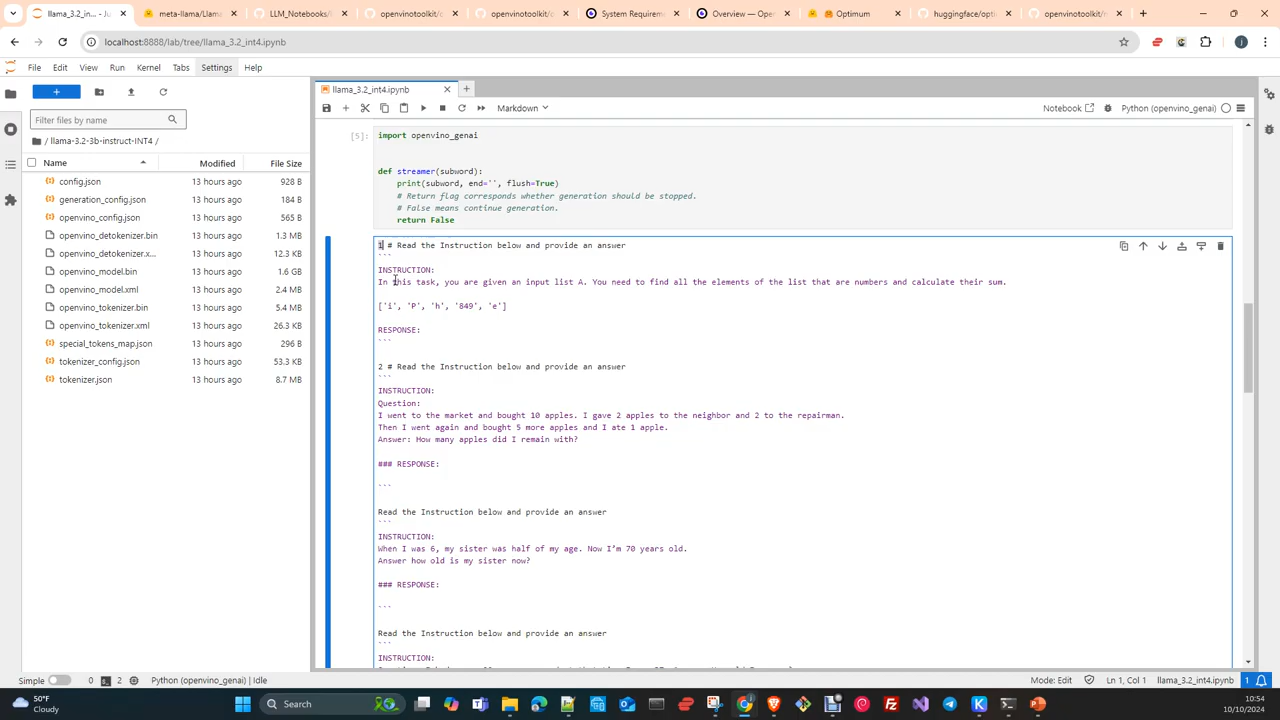 llama_3.2_int4.ipynb - Ju
meta-llama/Llama
LLM_Notebooks/
openvinotoolkit/
openvinotoolkit/
System Requirem
Overview — Open
Optimum
huggingface/opti
openvinotoolkit/
localhost:8888/lab/tree/llama_3.2_int4.ipynb
File Edit View Run Kernel Tabs Settings Help
llama_3.2_int4.ipynb
Markdown
Notebook
Python (openvino_genai)
Filter files by name
/ llama-3.2-3b-instruct-INT4 /
Name Modified File Size
config.json 13 hours ago 928 B
generation_config.json 13 hours ago 184 B
openvino_config.json 13 hours ago 565 B
openvino_detokenizer.bin 13 hours ago 1.3 MB
openvino_detokenizer.x... 13 hours ago 12.3 KB
openvino_model.bin 13 hours ago 1.6 GB
openvino_model.xml 13 hours ago 2.4 MB
openvino_tokenizer.bin 13 hours ago 5.4 MB
openvino_tokenizer.xml 13 hours ago 26.3 KB
special_tokens_map.json 13 hours ago 296 B
tokenizer_config.json 13 hours ago 53.3 KB
tokenizer.json 13 hours ago 8.7 MB
[5]:
import openvino_genai
def streamer(subword):
print(subword, end='', flush=True)
# Return flag corresponds whether generation should be stopped.
# False means continue generation.
return False
1 # Read the Instruction below and provide an answer
```
INSTRUCTION:
In this task, you are given an input list A. You need to find all the elements of the list that are numbers and calculate their sum.
['i', 'P', 'h', '849', 'e']
RESPONSE:
```
2 # Read the Instruction below and provide an answer
```
INSTRUCTION:
Question:
I went to the market and bought 10 apples. I gave 2 apples to the neighbor and 2 to the repairman.
Then I went again and bought 5 more apples and I ate 1 apple.
Answer: How many apples did I remain with?
### RESPONSE:
```
Read the Instruction below and provide an answer
```
INSTRUCTION:
When I was 6, my sister was half of my age. Now I'm 70 years old.
Answer how old is my sister now?
### RESPONSE:
```
Read the Instruction below and provide an answer
```
INSTRUCTION:
Simple 0 2 Python (openvino_genai) | Idle
Mode: Edit Ln 1, Col 1 llama_3.2_int4.ipynb 1
50°F
Cloudy
Search
10:54
10/10/2024